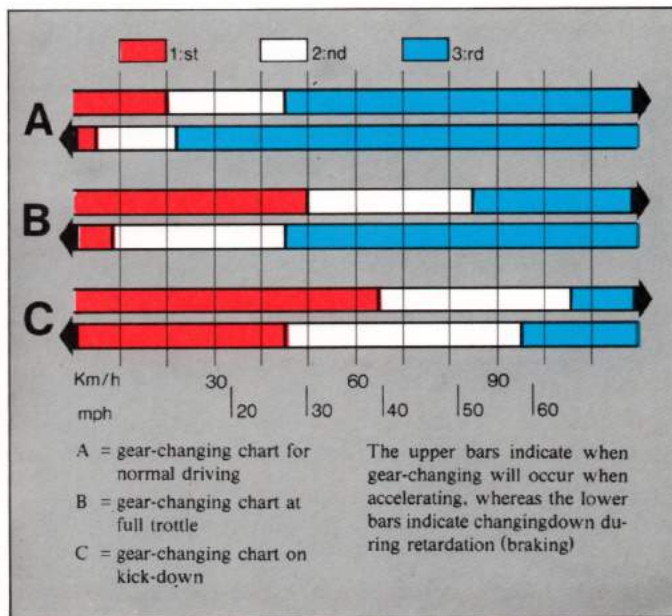 1:st 2:nd 3:rd
A
B
C
Km/h 30 60 90
mph 20 30 40 50 60
A = gear-changing chart for
normal driving
B = gear-changing chart at
full trottle
C = gear-changing chart on
kick-down
The upper bars indicate when
gear-changing will occur when
accelerating, whereas the lower
bars indicate changingdown du-
ring retardation (braking)